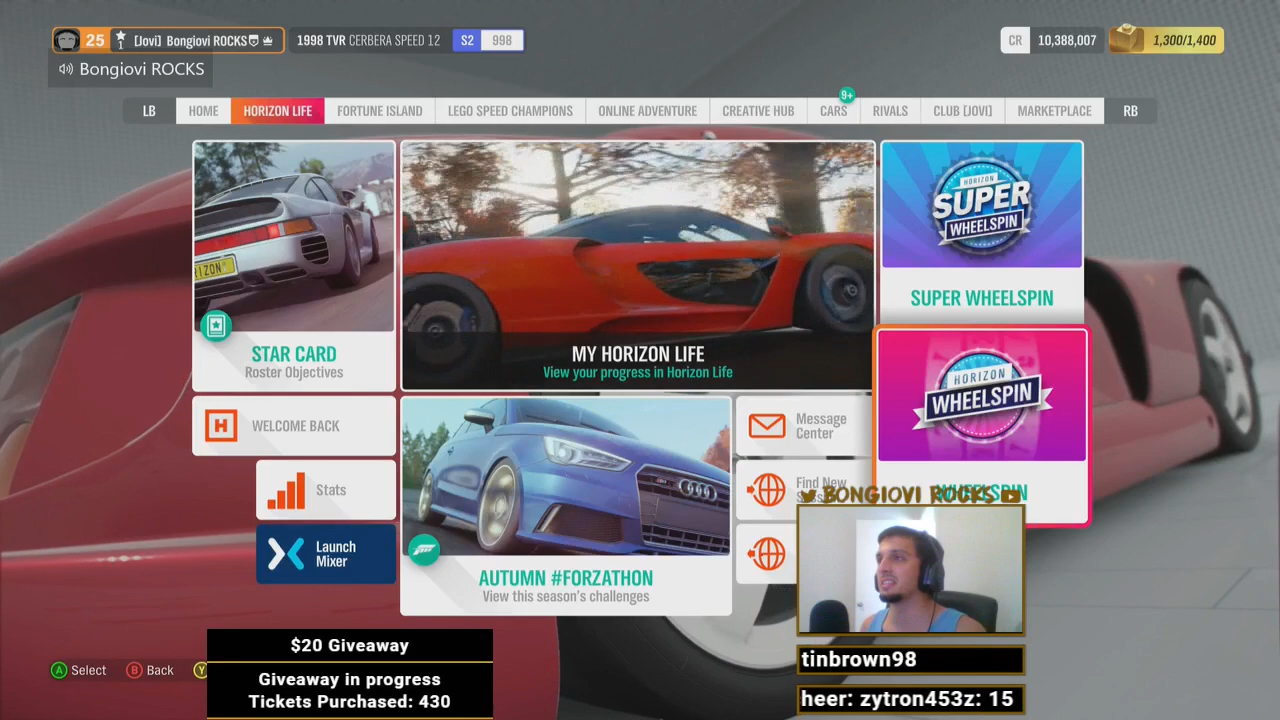 25 1 [Jovi] Bongiovi ROCKS
1998 TVR CERBERA SPEED 12 S2 998
CR 10,388,007 1,300/1,400
Bongiovi ROCKS
LB HOME HORIZON LIFE FORTUNE ISLAND LEGO SPEED CHAMPIONS ONLINE ADVENTURE CREATIVE HUB CARS 9+ RIVALS CLUB [JOVI] MARKETPLACE RB
STAR CARD
Roster Objectives
MY HORIZON LIFE
View your progress in Horizon Life
HORIZON
SUPER
WHEELSPIN
SUPER WHEELSPIN
HORIZON
WHEELSPIN
WHEELSPIN
H WELCOME BACK
Stats
Launch
Mixer
AUTUMN #FORZATHON
View this season's challenges
Message
Center
Find New
BONGIOVI ROCKS
tinbrown98
heer: zytron453z: 15
A Select B Back Y
$20 Giveaway
Giveaway in progress
Tickets Purchased: 430